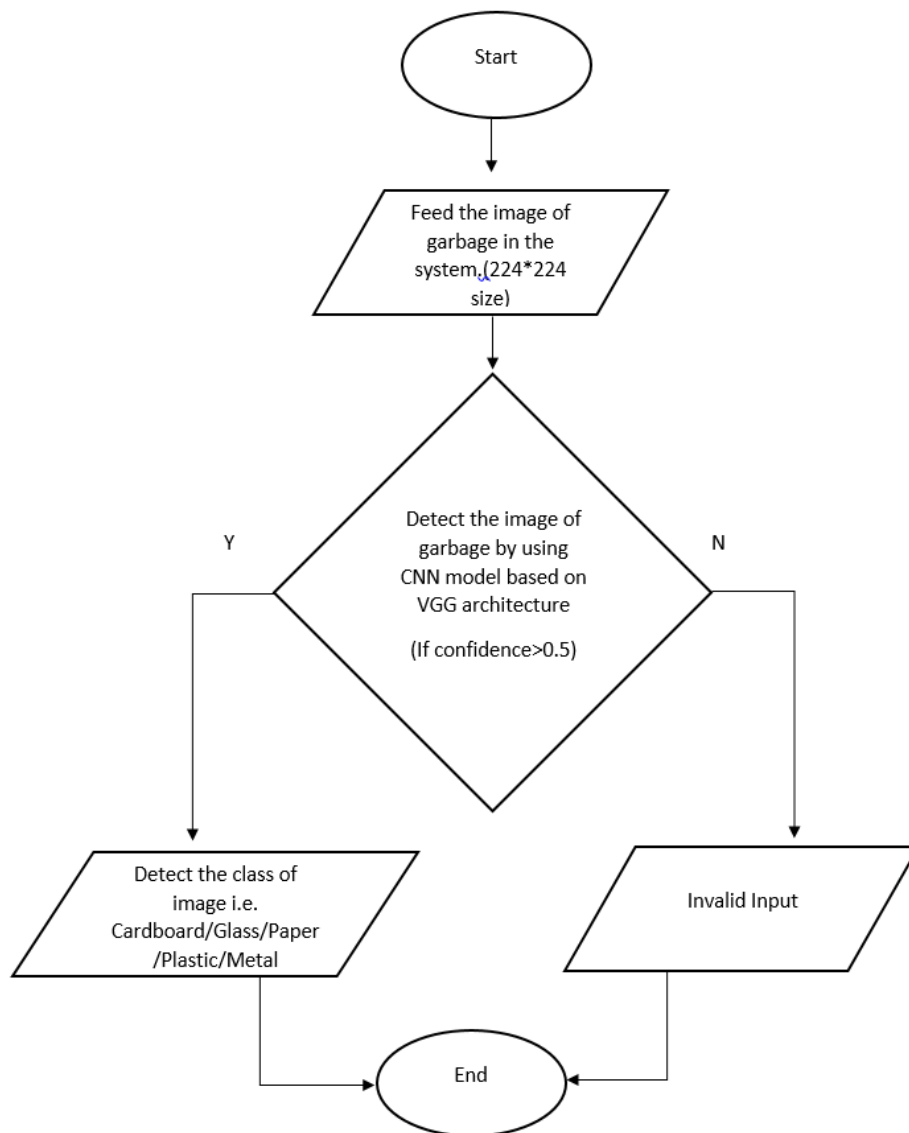 Start
Feed the image of
garbage in the
system.(224*224
size)
Detect the image of
garbage by using
CNN model based on
VGG architecture
(If confidence>0.5)
Y
N
Detect the class of
image i.e.
Cardboard/Glass/Paper
/Plastic/Metal
Invalid Input
End